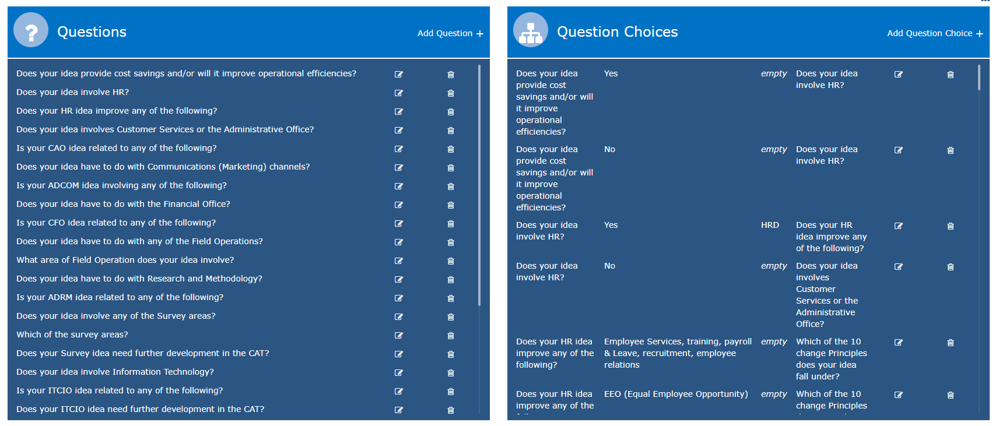 Questions
Add Question +
Does your idea provide cost savings and/or will it improve operational efficiencies?
Does your idea involve HR?
Does your HR idea improve any of the following?
Does your idea involves Customer Services or the Administrative Office?
Is your CAO idea related to any of the following?
Does your idea have to do with Communications (Marketing) channels?
Is your ADCOM idea involving any of the following?
Does your idea have to do with the Financial Office?
Is your CFO idea related to any of the following?
Does your idea have to do with any of the Field Operations?
What area of Field Operation does your idea involve?
Does your idea have to do with Research and Methodology?
Is your ADRM idea related to any of the following?
Does your idea involve any of the Survey areas?
Which of the survey areas?
Does your Survey idea need further development in the CAT?
Does your idea involve Information Technology?
Is your ITCIO idea related to any of the following?
Does your ITCIO idea need further development in the CAT?
Question Choices
Add Question Choice +
Does your idea
provide cost
savings and/or will
it improve
operational
efficiencies?
Yes
empty
Does your idea
involve HR?
Does your idea
provide cost
savings and/or will
it improve
operational
efficiencies?
No
empty
Does your idea
involve HR?
Does your idea
involve HR?
Yes
HRD
Does your HR
idea improve any
of the following?
Does your idea
involve HR?
No
empty
Does your idea
involves
Customer
Services or the
Administrative
Office?
Does your HR idea
improve any of the
following?
Employee Services, training, payroll
& Leave, recruitment, employee
relations
empty
Which of the 10
change Principles
does your idea
fall under?
Does your HR idea
improve any of the
EEO (Equal Employee Opportunity)
empty
Which of the 10
change Principles